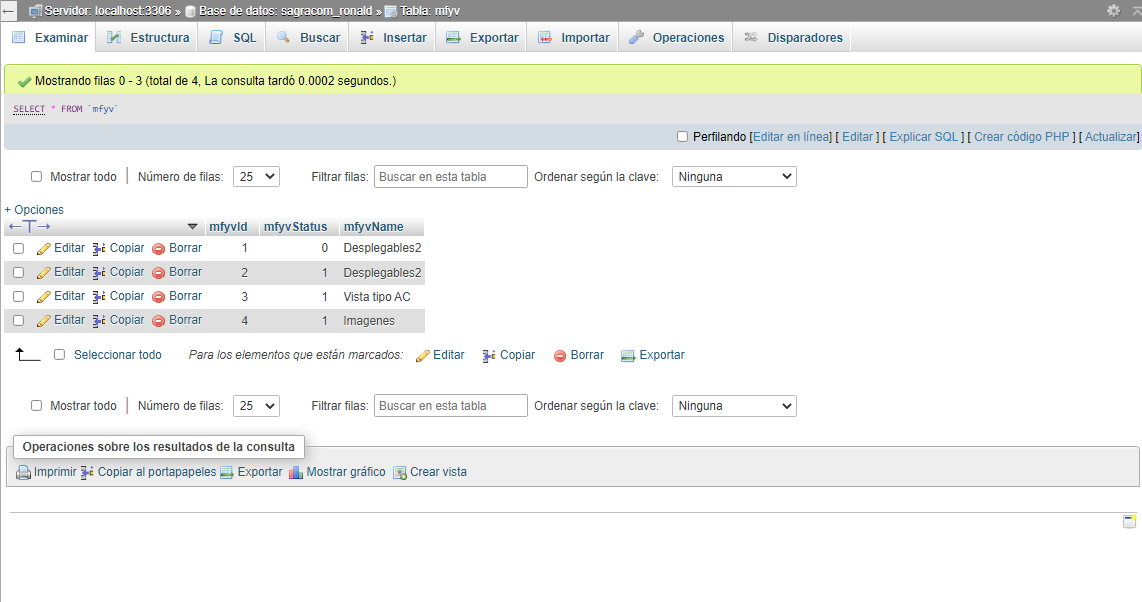 Servidor: localhost:3306 » Base de datos: sagracom_ronald » Tabla: mfyv
Examinar Estructura SQL Buscar Insertar Exportar Importar Operaciones Disparadores
Mostrando filas 0 - 3 (total de 4, La consulta tardó 0.0002 segundos.)
SELECT * FROM `mfyv`
Perfilando [Editar en línea] [ Editar ] [ Explicar SQL ] [ Crear código PHP ] [ Actualizar]
Mostrar todo | Número de filas: 25 Filtrar filas: Buscar en esta tabla Ordenar según la clave: Ninguna
+ Opciones
←T→ mfyvId mfyvStatus mfyvName
Editar Copiar Borrar 1 0 Desplegables2
Editar Copiar Borrar 2 1 Desplegables2
Editar Copiar Borrar 3 1 Vista tipo AC
Editar Copiar Borrar 4 1 Imagenes
Seleccionar todo Para los elementos que están marcados: Editar Copiar Borrar Exportar
Mostrar todo | Número de filas: 25 Filtrar filas: Buscar en esta tabla Ordenar según la clave: Ninguna
Operaciones sobre los resultados de la consulta
Imprimir Copiar al portapapeles Exportar Mostrar gráfico Crear vista